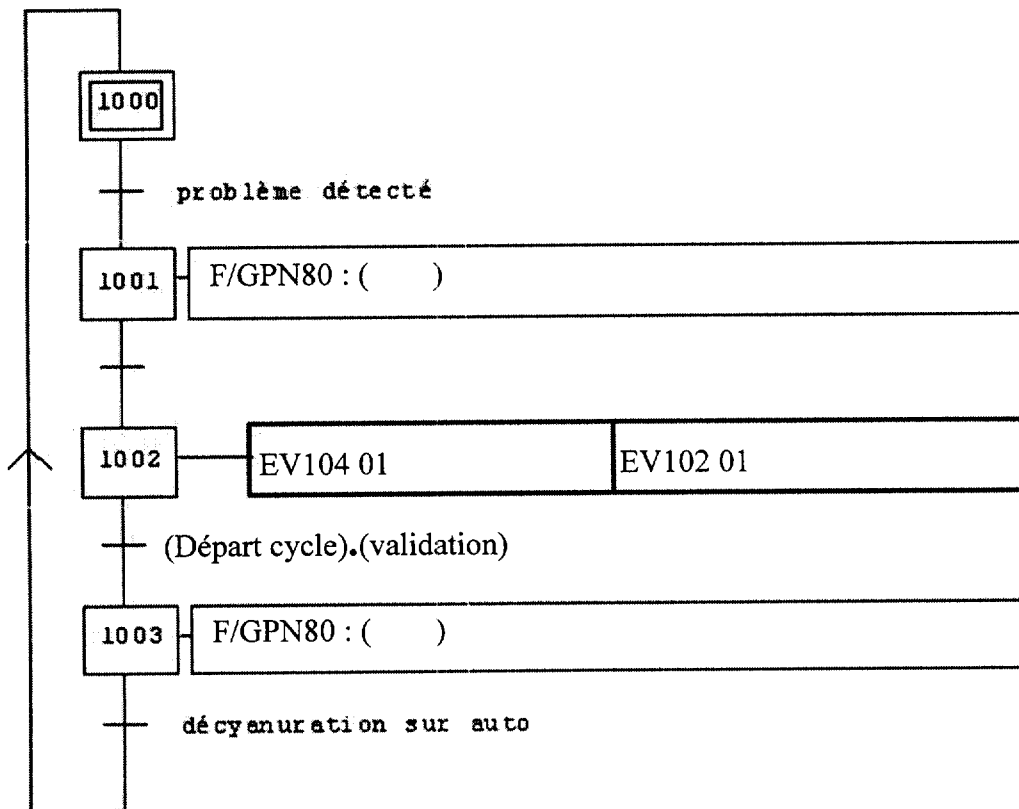 1000
problème détecté
1001 F/GPN80 : ( )
1002 EV104 01 EV102 01
(Départ cycle).(validation)
1003 F/GPN80 : ( )
décyanuration sur auto